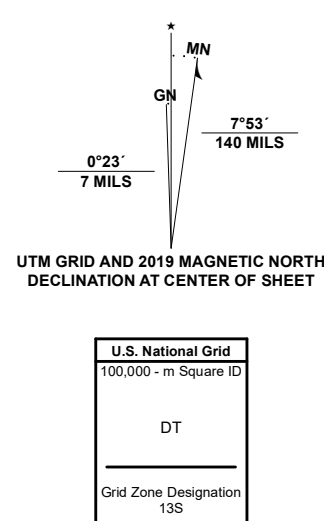 MN
GN
7°53´
140 MILS
0°23´
7 MILS
UTM GRID AND 2019 MAGNETIC NORTH
DECLINATION AT CENTER OF SHEET
U.S. National Grid
100,000 - m Square ID
DT
Grid Zone Designation
13S